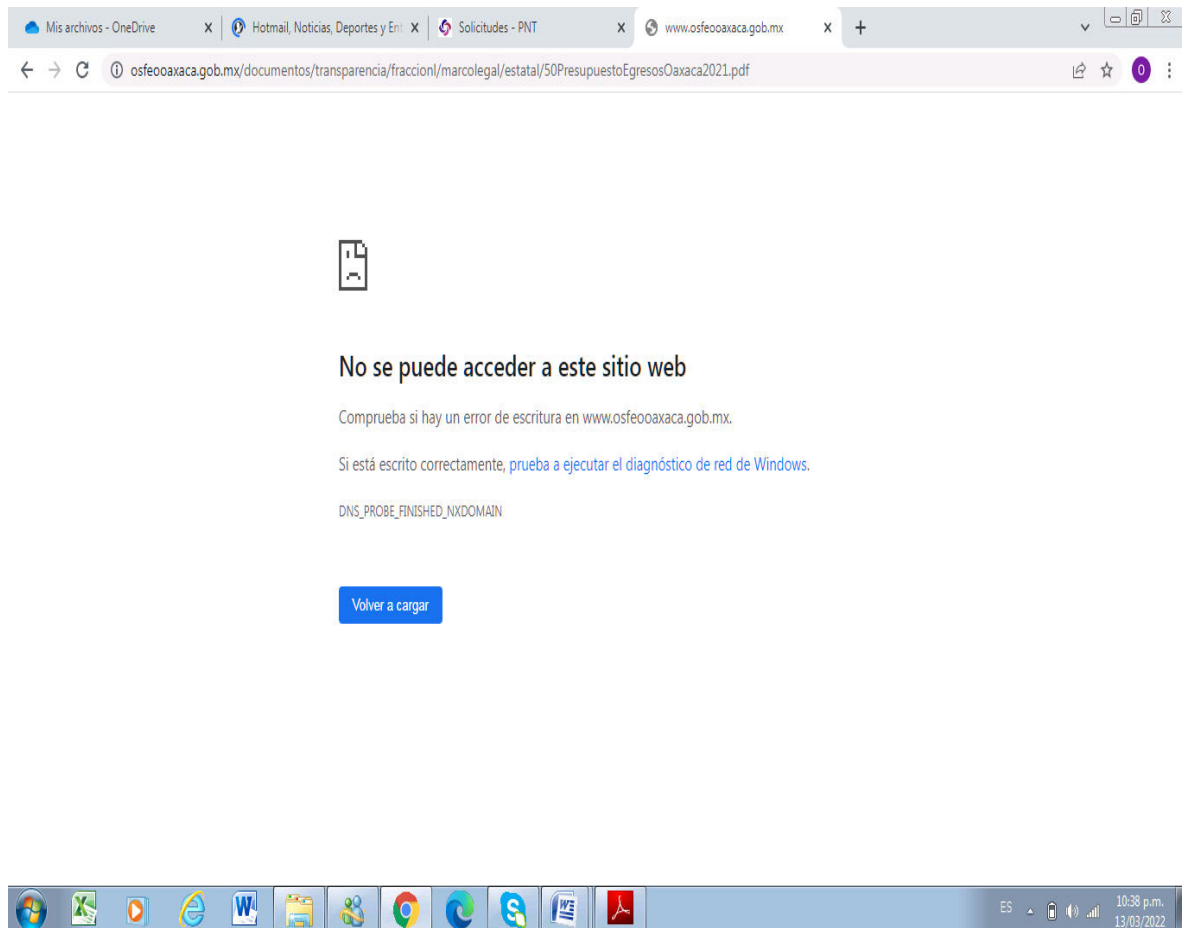 Mis archivos - OneDrive
Hotmail, Noticias, Deportes y Ent
Solicitudes - PNT
www.osfeooaxaca.gob.mx
osfeooaxaca.gob.mx/documentos/transparencia/fraccionI/marcolegal/estatal/50PresupuestoEgresosOaxaca2021.pdf
O
No se puede acceder a este sitio web
Comprueba si hay un error de escritura en www.osfeooaxaca.gob.mx.
Si está escrito correctamente, prueba a ejecutar el diagnóstico de red de Windows.
DNS_PROBE_FINISHED_NXDOMAIN
Volver a cargar
ES
10:38 p.m.
13/03/2022